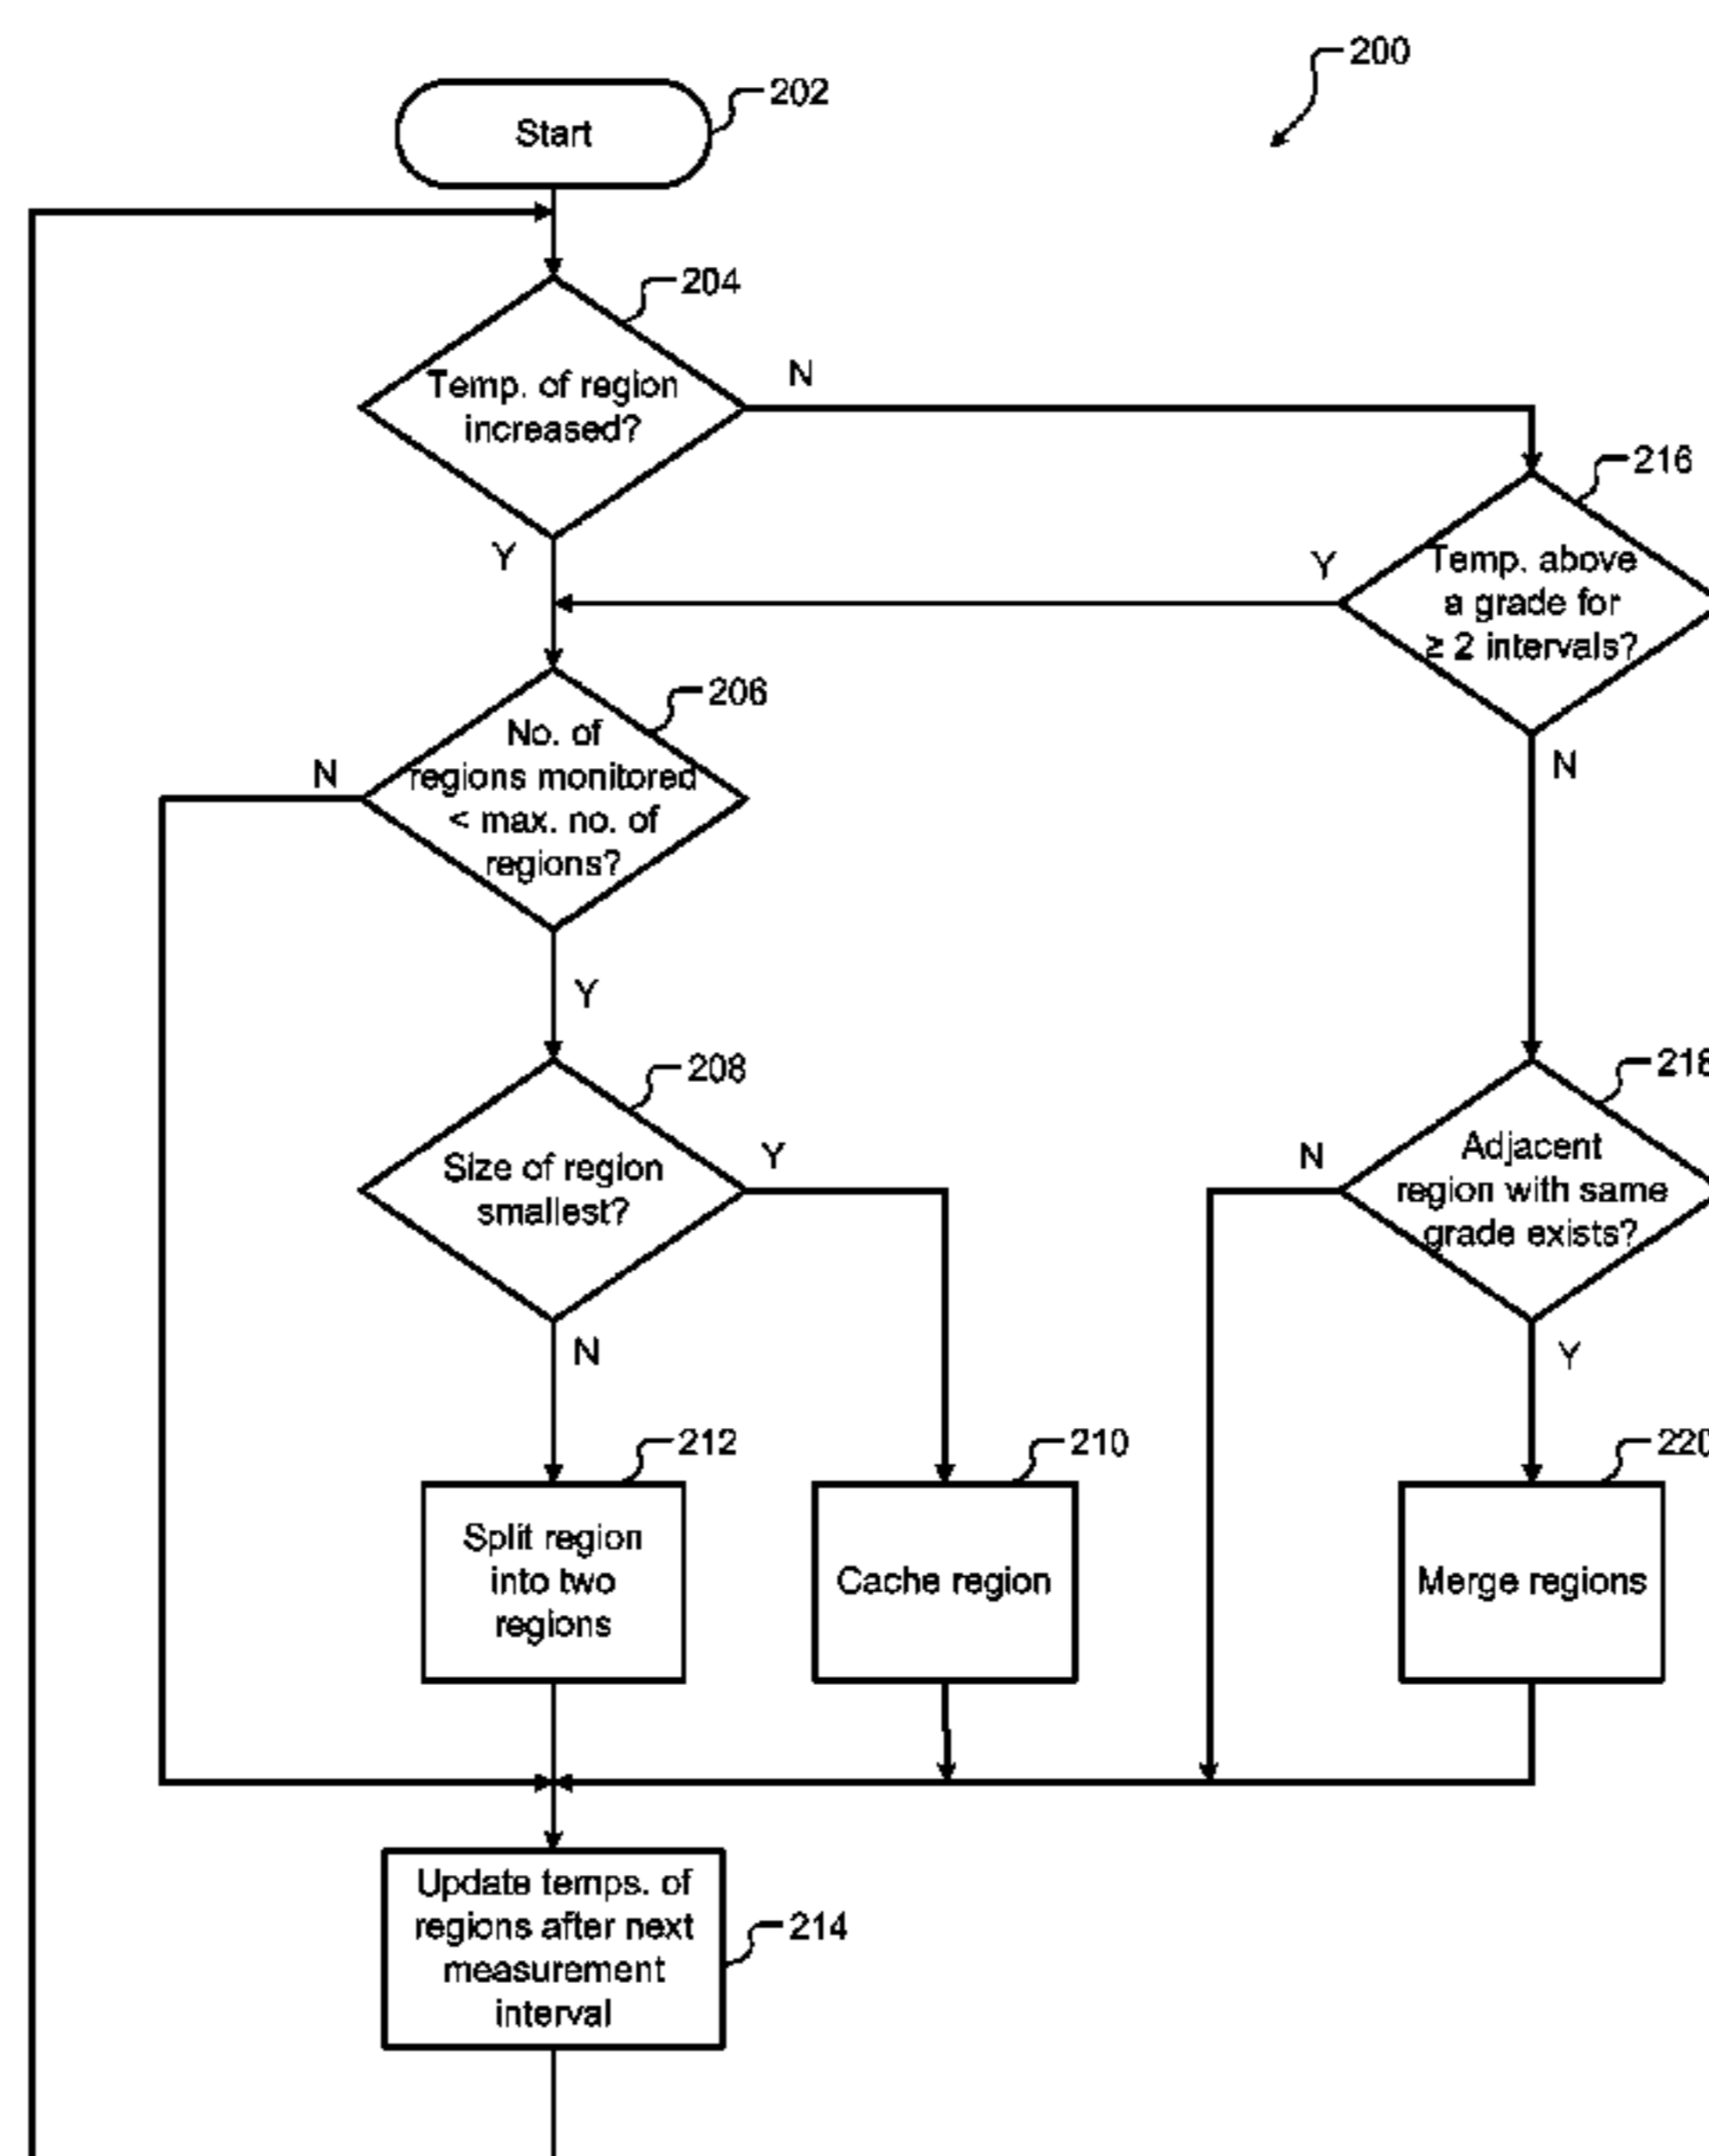 200
202
Start
204
Temp. of region
increased?
N
Y
216
Temp. above
a grade for
≥ 2 intervals?
Y
N
206
No. of
regions monitored
< max. no. of
regions?
N
Y
208
Size of region
smallest?
Y
N
218
Adjacent
region with same
grade exists?
N
Y
212
Split region
into two
regions
210
Cache region
220
Merge regions
Update temps. of
regions after next
measurement
interval
214